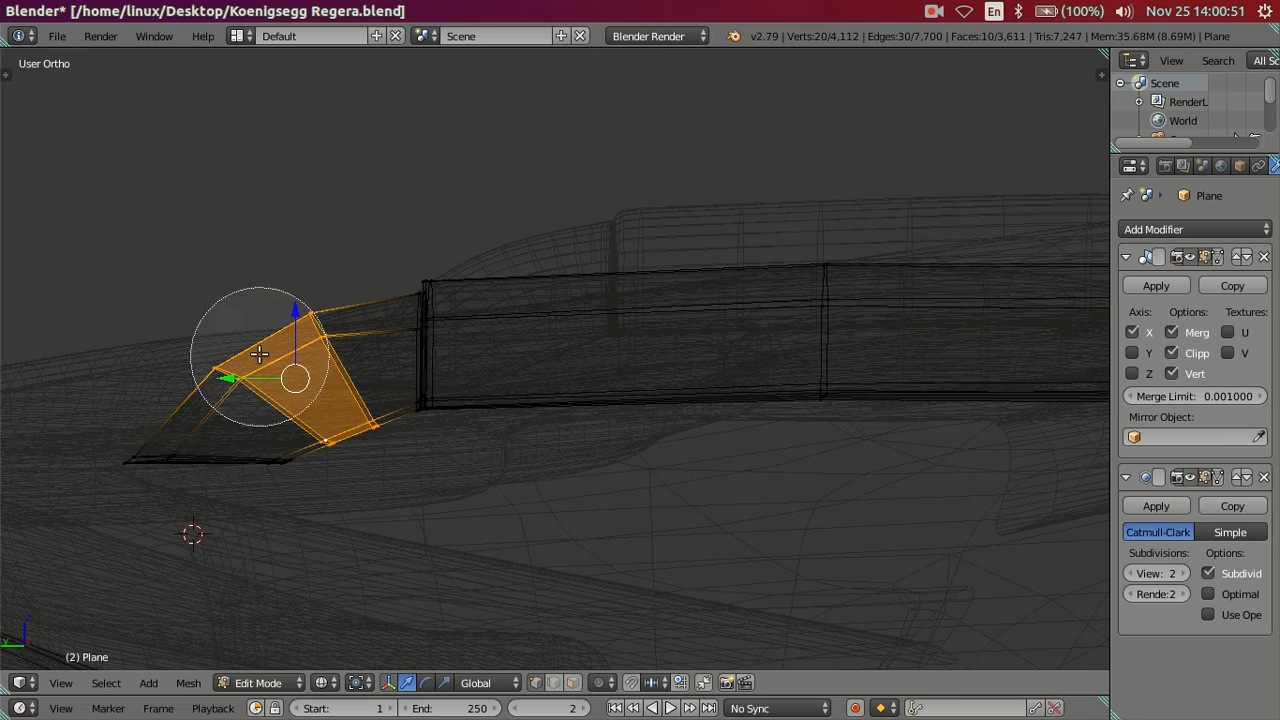 Blender* [/home/linux/Desktop/Koenigsegg Regera.blend]
En (100%) Nov 25 14:00:51
File Render Window Help Default Scene Blender Render v2.79 | Verts:20/4,112 | Edges:30/7,700 | Faces:10/3,611 | Tris:7,247 | Mem:35.68M (8.69M) | Plane
User Ortho
View Search All Sc
Scene
RenderL
World
Plane
Add Modifier
Apply Copy
Axis: Options: Textures:
X Merg U
Y Clipp V
Z Vert
Merge Limit: 0.001000
Mirror Object:
Apply Copy
Catmull-Clark Simple
Subdivisions: Options:
View: 2 Subdivid
Rende:2 Optimal
Use Ope
z
y
(2) Plane
View Select Add Mesh Edit Mode Global
View Marker Frame Playback Start: 1 End: 250 2 No Sync